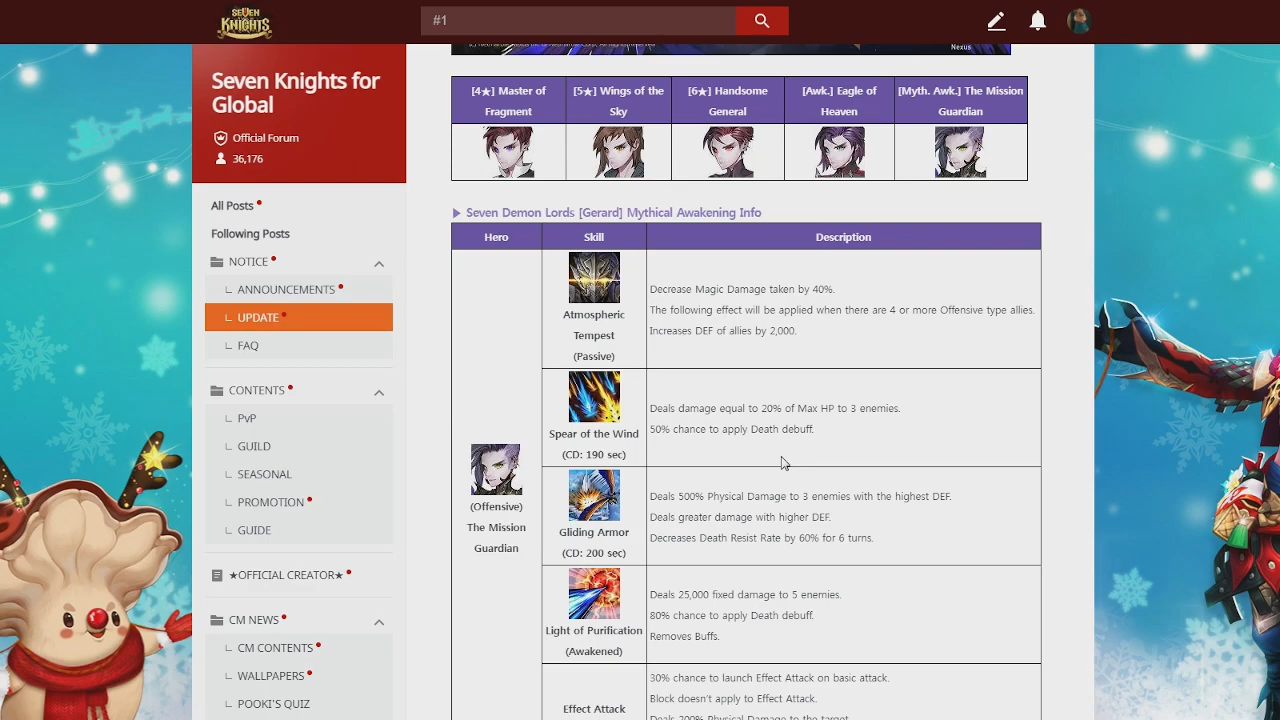 SEVEN
KNIGHTS
#1
Nexus
Seven Knights for
Global
Official Forum
36,176
All Posts
Following Posts
NOTICE
ANNOUNCEMENTS
UPDATE
FAQ
CONTENTS
PvP
GUILD
SEASONAL
PROMOTION
GUIDE
★OFFICIAL CREATOR★
CM NEWS
CM CONTENTS
WALLPAPERS
POOKI'S QUIZ
[4★] Master of
Fragment
[5★] Wings of the
Sky
[6★] Handsome
General
[Awk.] Eagle of
Heaven
[Myth. Awk.] The Mission
Guardian
▶ Seven Demon Lords [Gerard] Mythical Awakening Info
Hero
Skill
Description
(Offensive)
The Mission
Guardian
Atmospheric
Tempest
(Passive)
Decrease Magic Damage taken by 40%.
The following effect will be applied when there are 4 or more Offensive type allies.
Increases DEF of allies by 2,000.
Spear of the Wind
(CD: 190 sec)
Deals damage equal to 20% of Max HP to 3 enemies.
50% chance to apply Death debuff.
Gliding Armor
(CD: 200 sec)
Deals 500% Physical Damage to 3 enemies with the highest DEF.
Deals greater damage with higher DEF.
Decreases Death Resist Rate by 60% for 6 turns.
Light of Purification
(Awakened)
Deals 25,000 fixed damage to 5 enemies.
80% chance to apply Death debuff.
Removes Buffs.
Effect Attack
30% chance to launch Effect Attack on basic attack.
Block doesn't apply to Effect Attack.
Deals 200% Physical Damage to the target.